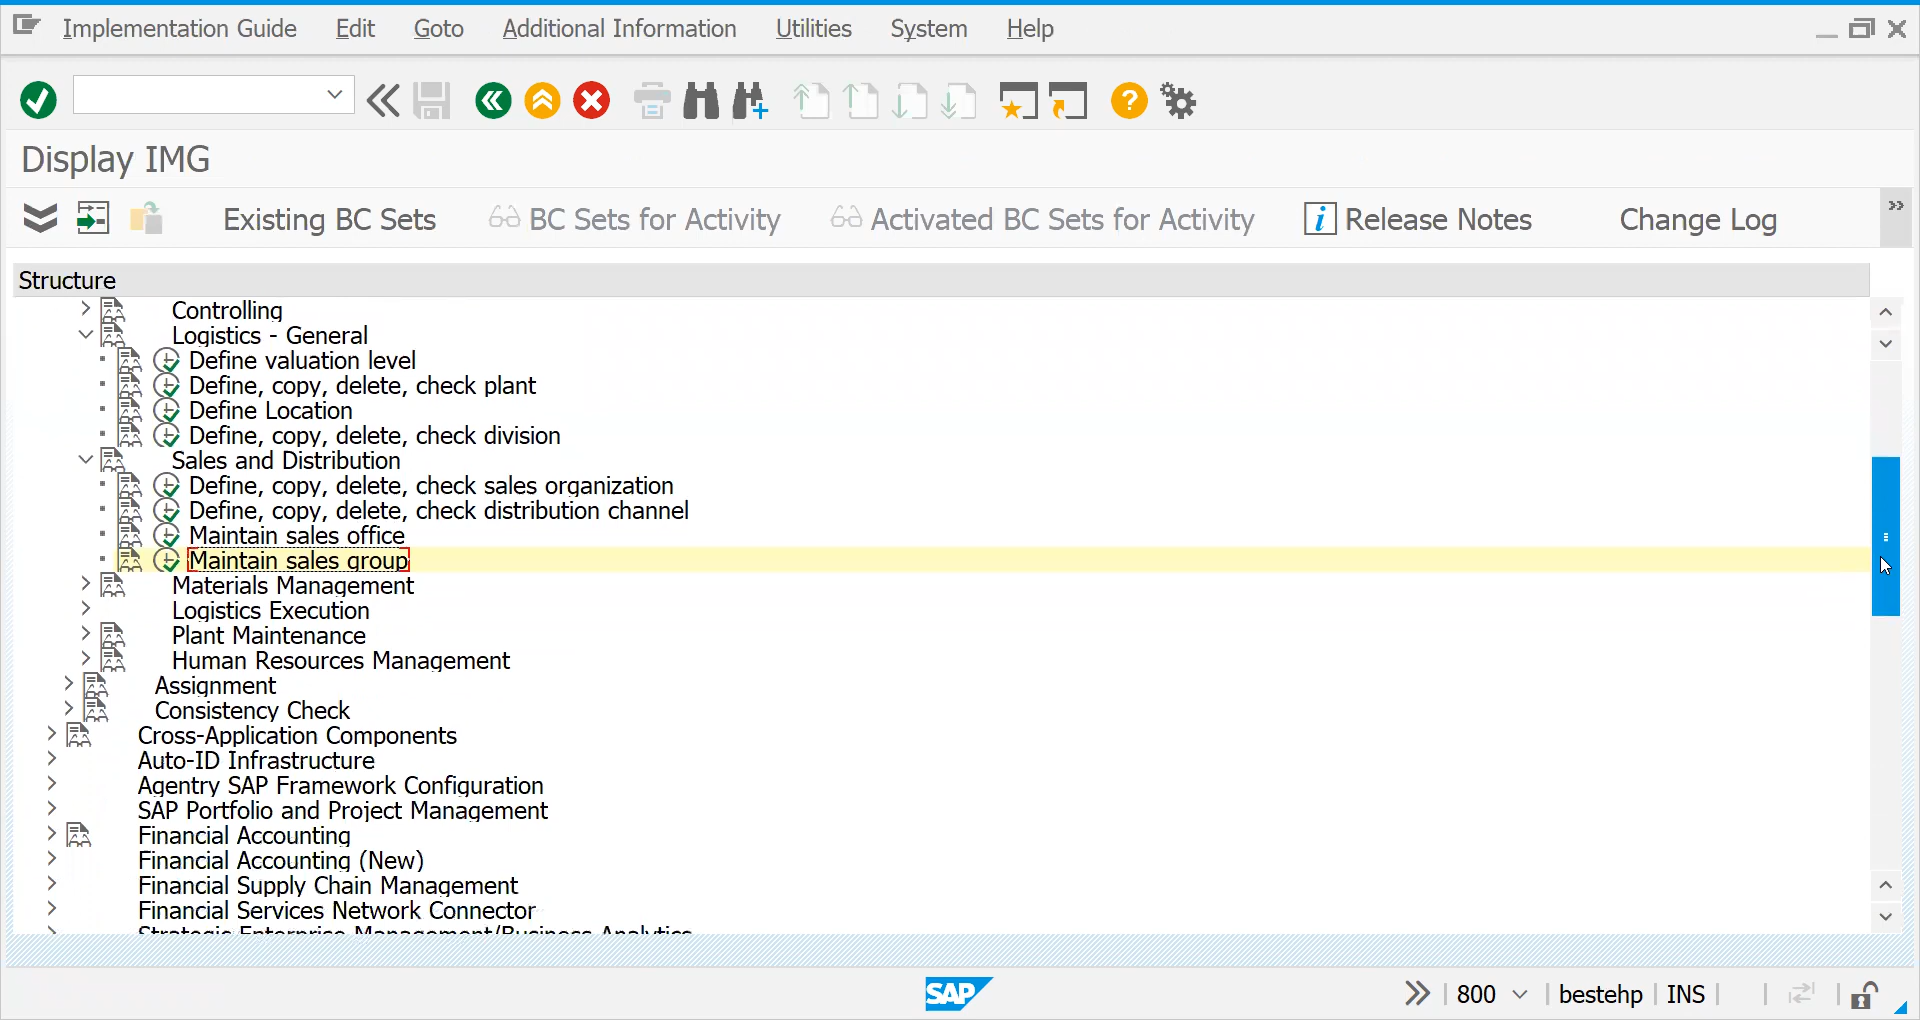 Implementation Guide Edit Goto Additional Information Utilities System Help
Display IMG
Existing BC Sets BC Sets for Activity Activated BC Sets for Activity i Release Notes Change Log
Structure
Controlling
Logistics - General
Define valuation level
Define, copy, delete, check plant
Define Location
Define, copy, delete, check division
Sales and Distribution
Define, copy, delete, check sales organization
Define, copy, delete, check distribution channel
Maintain sales office
Maintain sales group
Materials Management
Logistics Execution
Plant Maintenance
Human Resources Management
Assignment
Consistency Check
Cross-Application Components
Auto-ID Infrastructure
Agentry SAP Framework Configuration
SAP Portfolio and Project Management
Financial Accounting
Financial Accounting (New)
Financial Supply Chain Management
Financial Services Network Connector
Strategic Enterprise Management/Business Analytics
SAP 800 bestehp INS